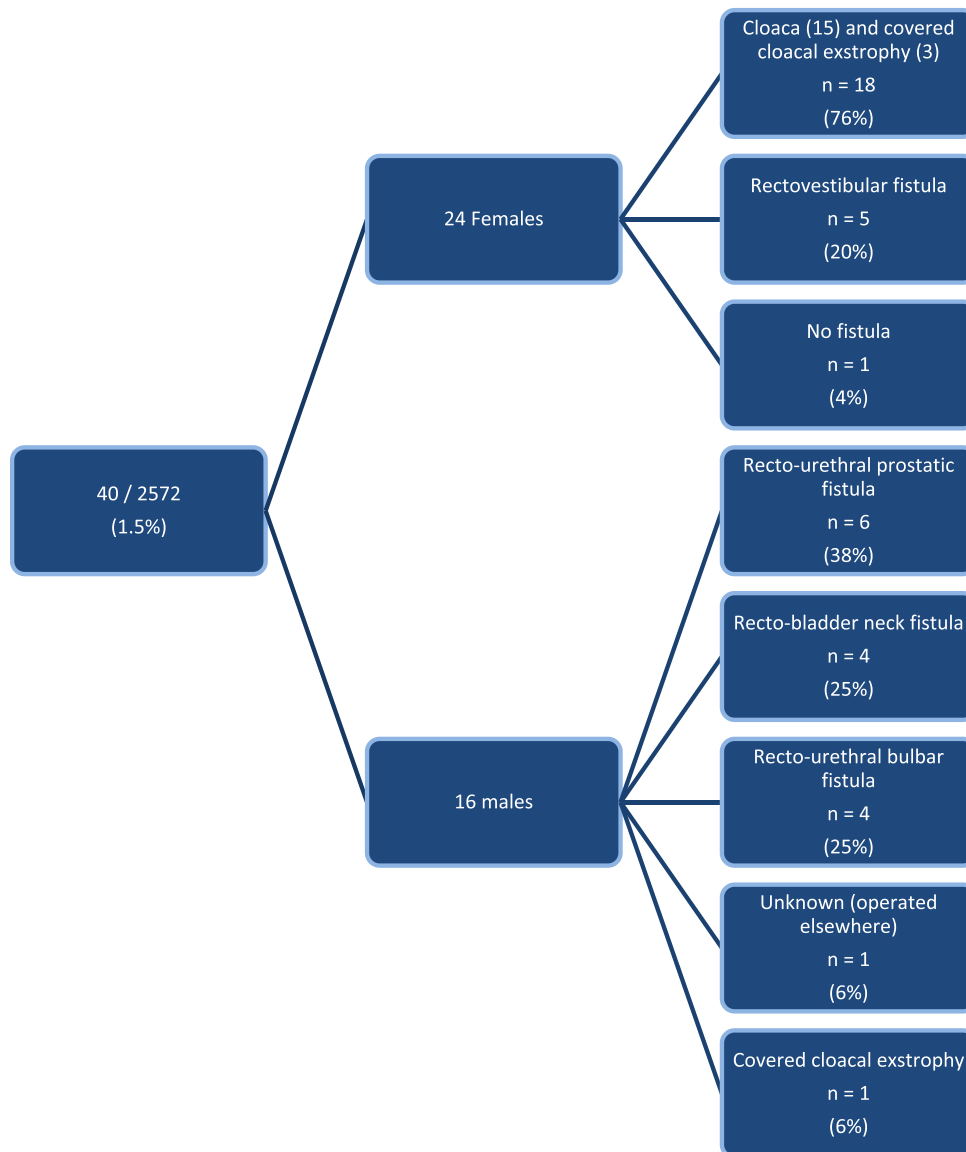 40 / 2572
(1.5%)
24 Females
Cloaca (15) and covered
cloacal exstrophy (3)
n = 18
(76%)
Rectovestibular fistula
n = 5
(20%)
No fistula
n = 1
(4%)
16 males
Recto-urethral prostatic
fistula
n = 6
(38%)
Recto-bladder neck fistula
n = 4
(25%)
Recto-urethral bulbar
fistula
n = 4
(25%)
Unknown (operated
elsewhere)
n = 1
(6%)
Covered cloacal exstrophy
n = 1
(6%)